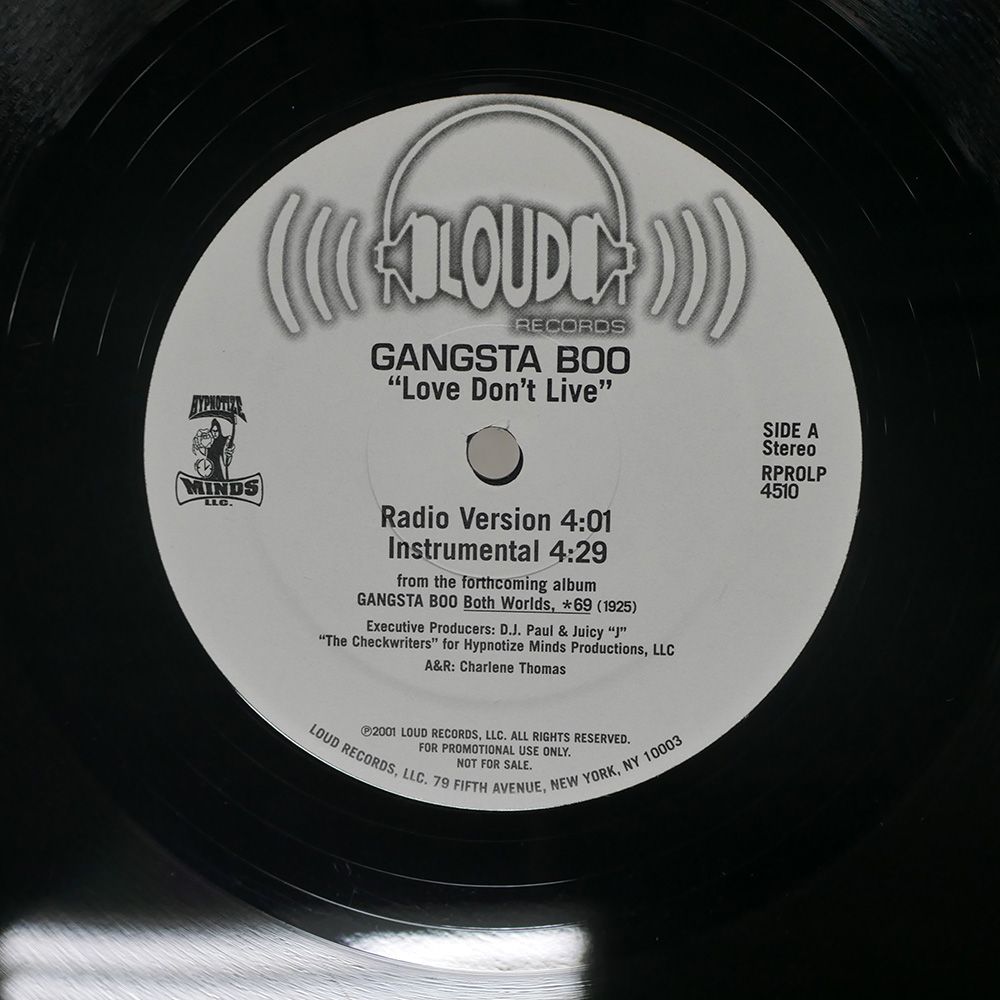 LOUD
RECORDS
GANGSTA BOO
“Love Don’t Live”
HYPNOTIZE
MINDS
LLC.
SIDE A
Stereo
RPROLP
4510
Radio Version 4:01
Instrumental 4:29
from the forthcoming album
GANGSTA BOO Both Worlds, *69 (1925)
Executive Producers: D.J. Paul & Juicy “J”
“The Checkwriters” for Hypnotize Minds Productions, LLC
A&R: Charlene Thomas
℗2001 LOUD RECORDS, LLC. ALL RIGHTS RESERVED.
FOR PROMOTIONAL USE ONLY.
NOT FOR SALE.
LOUD RECORDS, LLC. 79 FIFTH AVENUE, NEW YORK, NY 10003